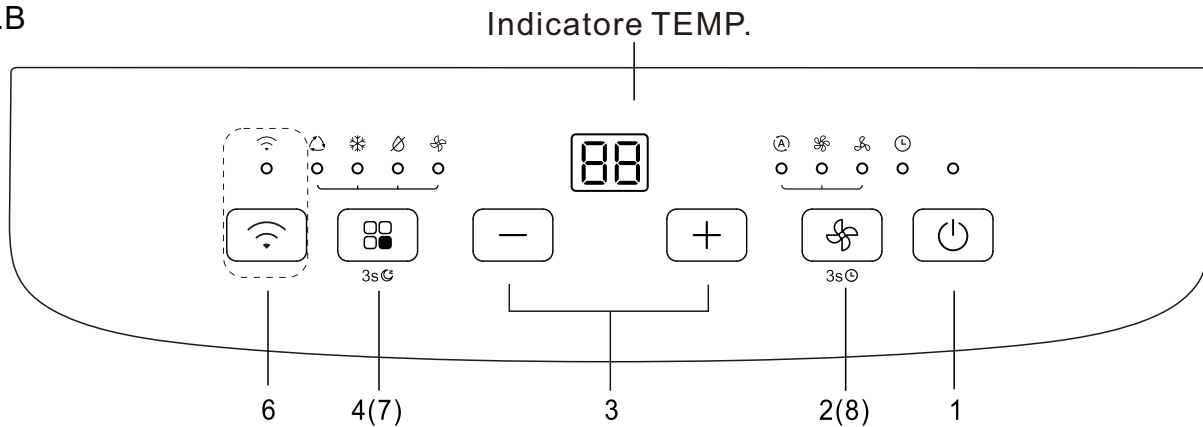 .B
Indicatore TEMP.
88
3s
3s
6
4(7)
3
2(8)
1